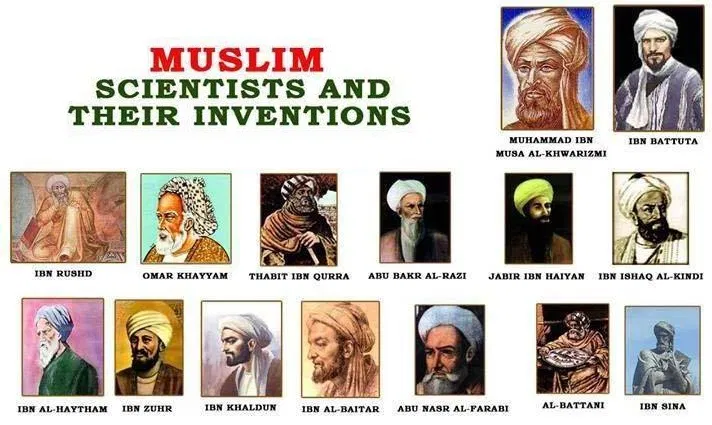 MUSLIM
SCIENTISTS AND
THEIR INVENTIONS
MUHAMMAD IBN
MUSA AL-KHWARIZMI
IBN BATTUTA
IBN RUSHD
OMAR KHAYYAM
THABIT IBN QURRA
ABU BAKR AL-RAZI
JABIR IBN HAIYAN
IBN ISHAQ AL-KINDI
IBN AL-HAYTHAM
IBN ZUHR
IBN KHALDUN
IBN AL-BAITAR
ABU NASR AL-FARABI
AL-BATTANI
IBN SINA